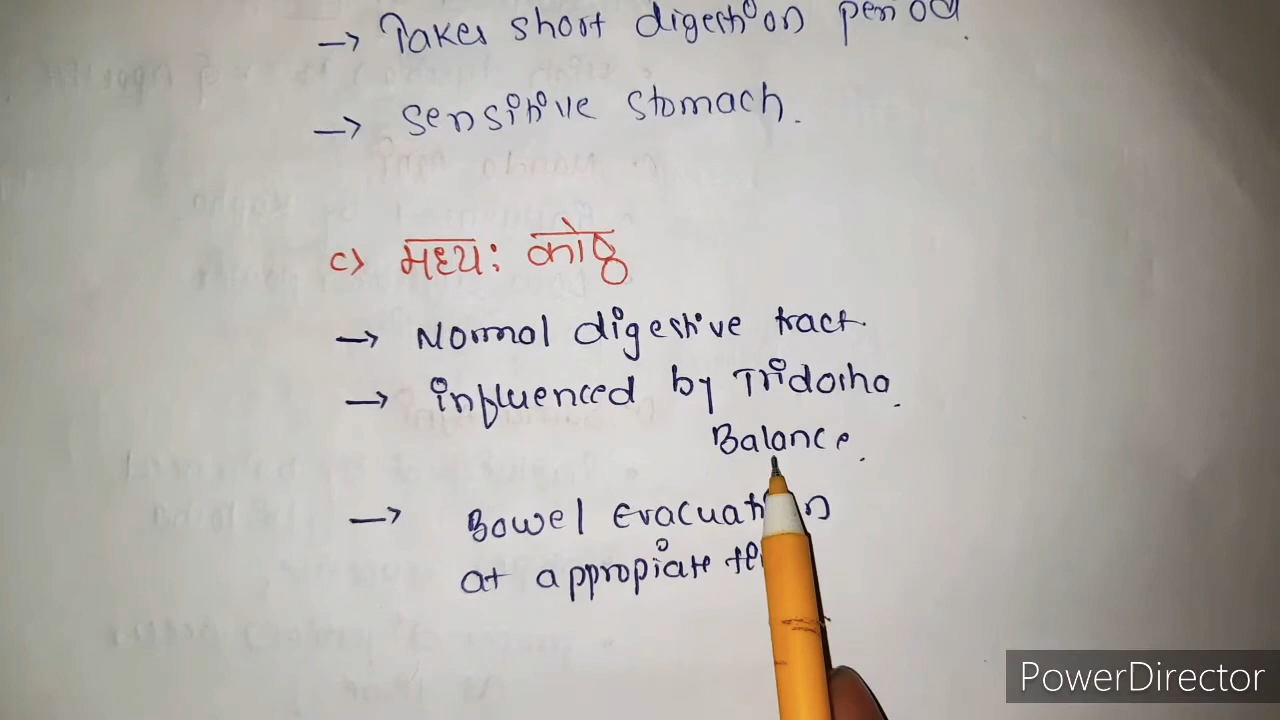 → Takes short digestion period.
→ Sensitive stomach.
c) मध्य: कोष्ठ
→ Normal digestive tract
→ influenced by Tridosha
Balance.
→ Bowel Evacuation
at appropiate
PowerDirector